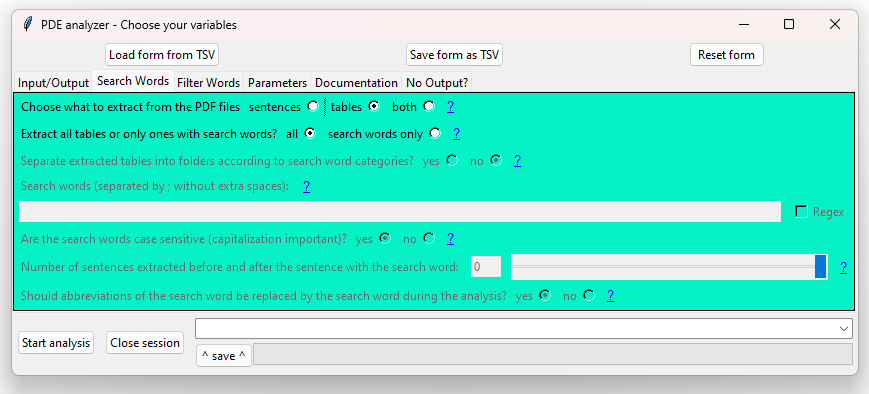 PDE analyzer - Choose your variables
Load form from TSV Save form as TSV Reset form
Input/Output Search Words Filter Words Parameters Documentation No Output?
Choose what to extract from the PDF files sentences tables both ?
Extract all tables or only ones with search words? all search words only ?
Separate extracted tables into folders according to search word categories? yes no ?
Search words (separated by ; without extra spaces): ?
Regex
Are the search words case sensitive (capitalization important)? yes no ?
Number of sentences extracted before and after the sentence with the search word: 0 ?
Should abbreviations of the search word be replaced by the search word during the analysis? yes no ?
Start analysis Close session
^ save ^